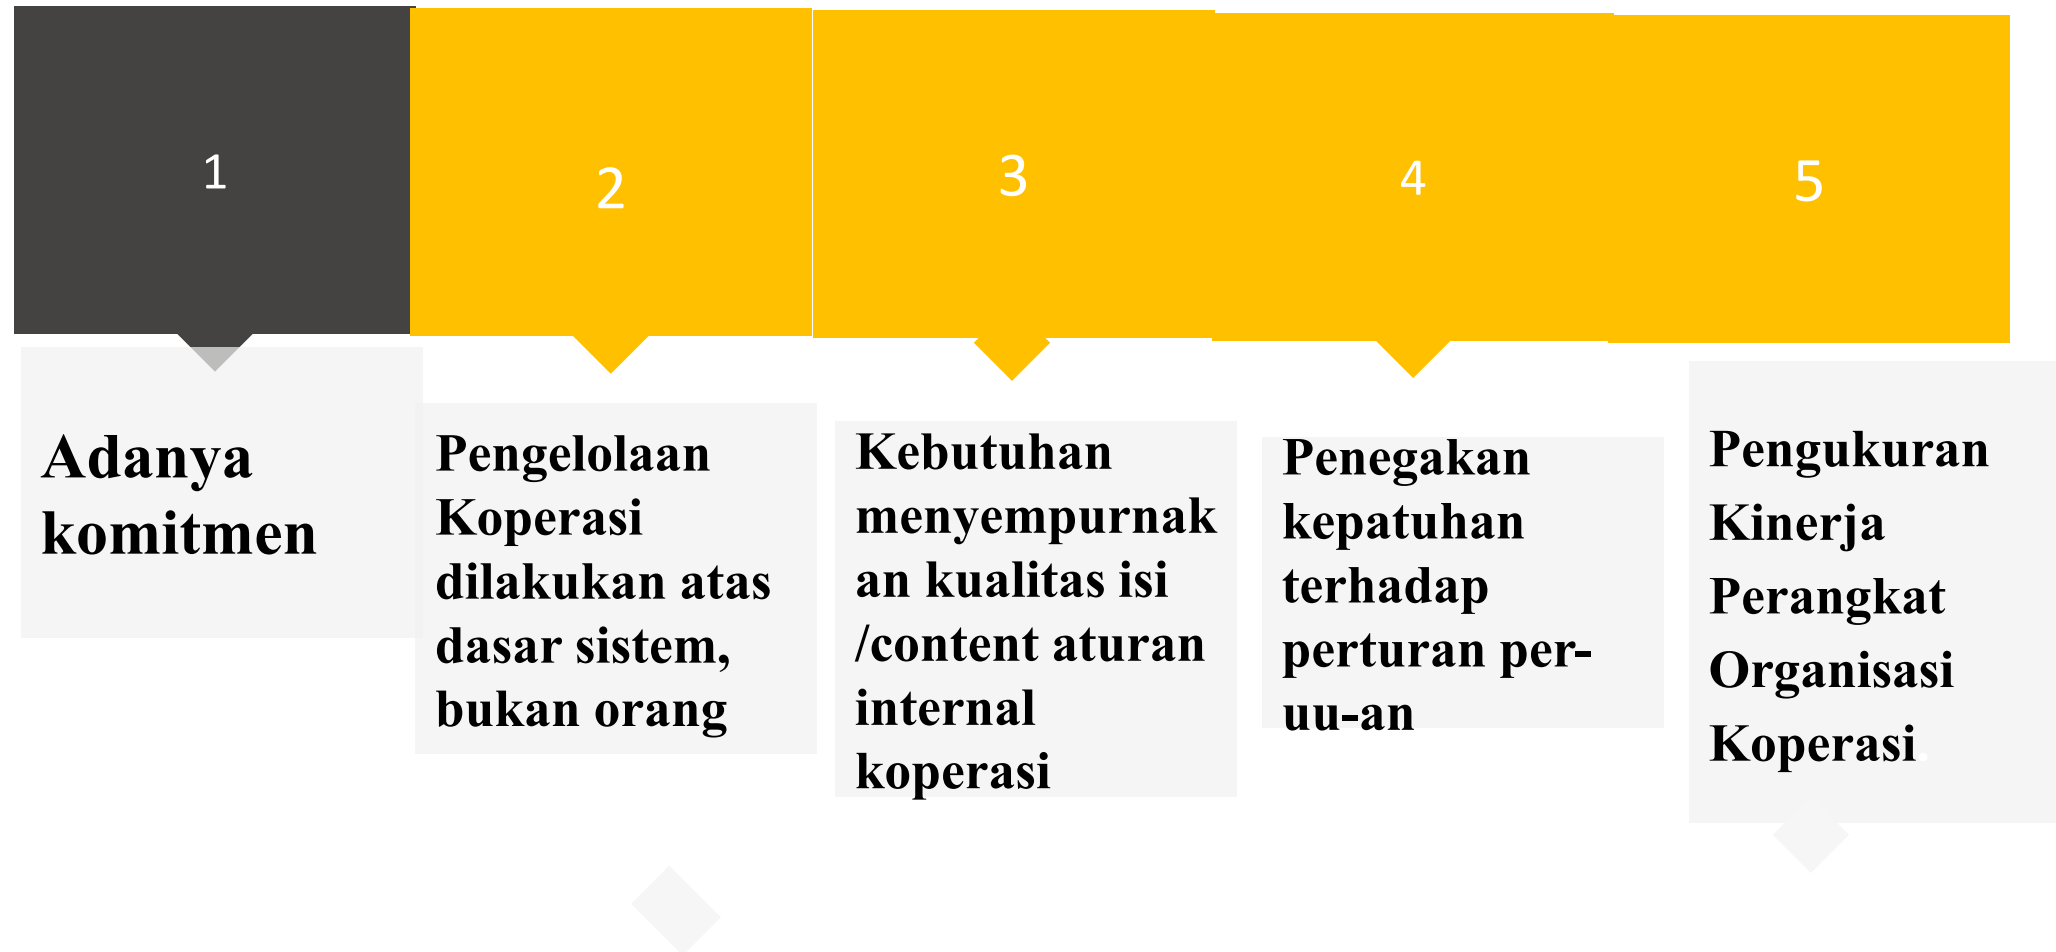 1
2
3
4
5
Adanya
komitmen
Pengelolaan
Koperasi
dilakukan atas
dasar sistem,
bukan orang
Kebutuhan
menyempurnak
an kualitas isi
/content aturan
internal
koperasi
Penegakan
kepatuhan
terhadap
perturan per-
uu-an
Pengukuran
Kinerja
Perangkat
Organisasi
Koperasi.